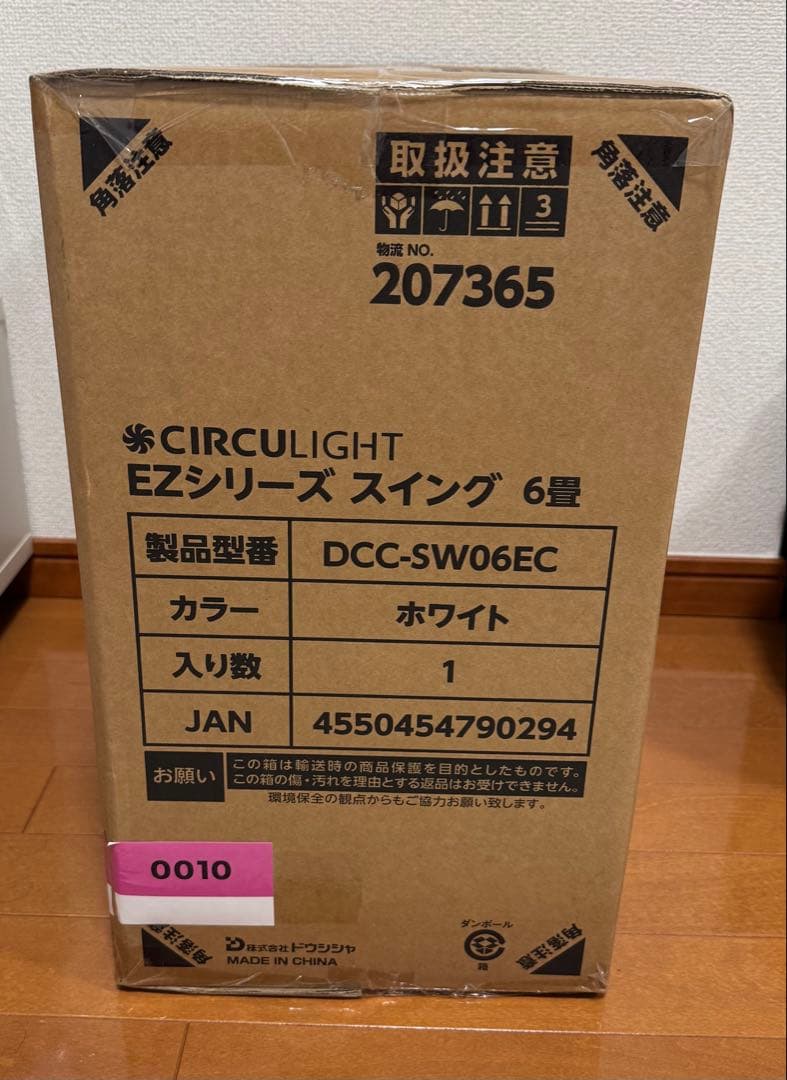 角落注意
取扱注意
角落注意
3
物流 NO.
207365
CIRCULIGHT
EZシリーズ スイング 6畳
製品型番 DCC-SW06EC
カラー ホワイト
入り数 1
JAN 4550454790294
お願い
この箱は輸送時の商品保護を目的としたものです。
この箱の傷・汚れを理由とする返品はお受けできません。
環境保全の観点からもご協力お願い致します。
0010
角落注意
株式会社ドウシシャ
MADE IN CHINA
ダンボール
箱
角落注意